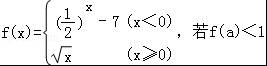 f(x)={(1/2)^x-7 (x<0)
√x (x≥0), 若f(a)<1